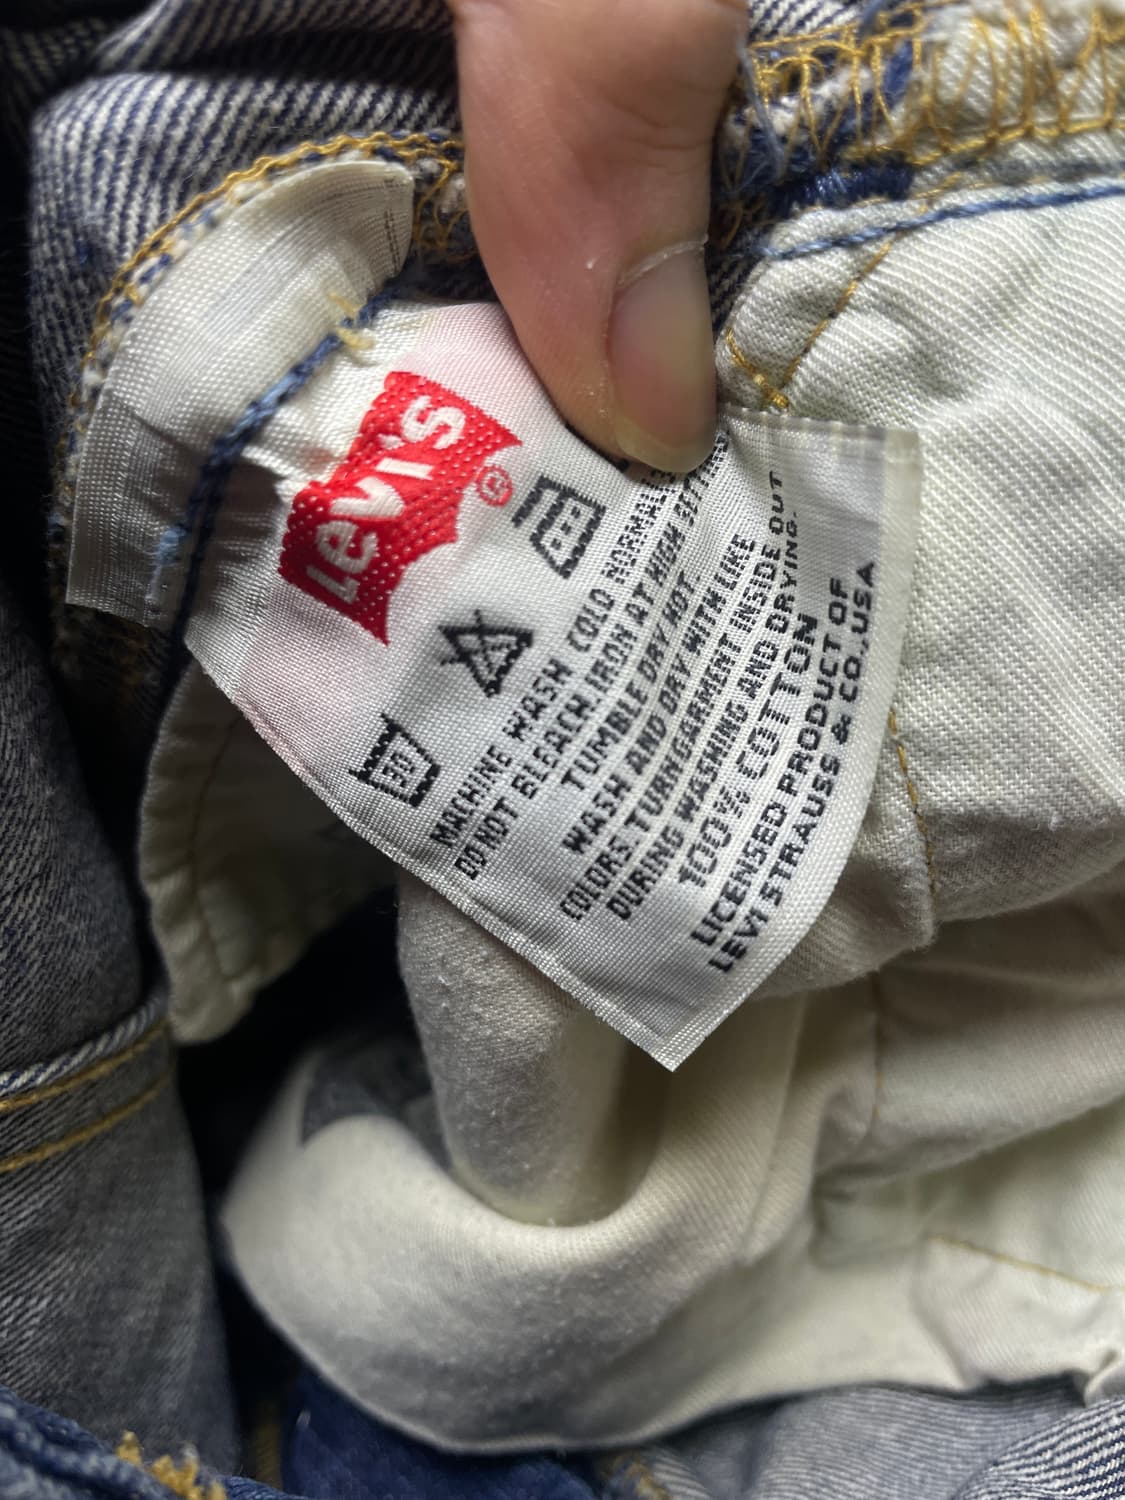 Levi's ®
30
MACHINE WASH COLD NORMAL
DO NOT BLEACH, IRON AT HIGH
TUMBLE DRY HOT
WASH AND DRY WITH LIKE
COLORS. TURN GARMENT INSIDE OUT
DURING WASHING AND DRYING.
100% COTTON
LICENSED PRODUCT OF
LEVI STRAUSS & CO., USA